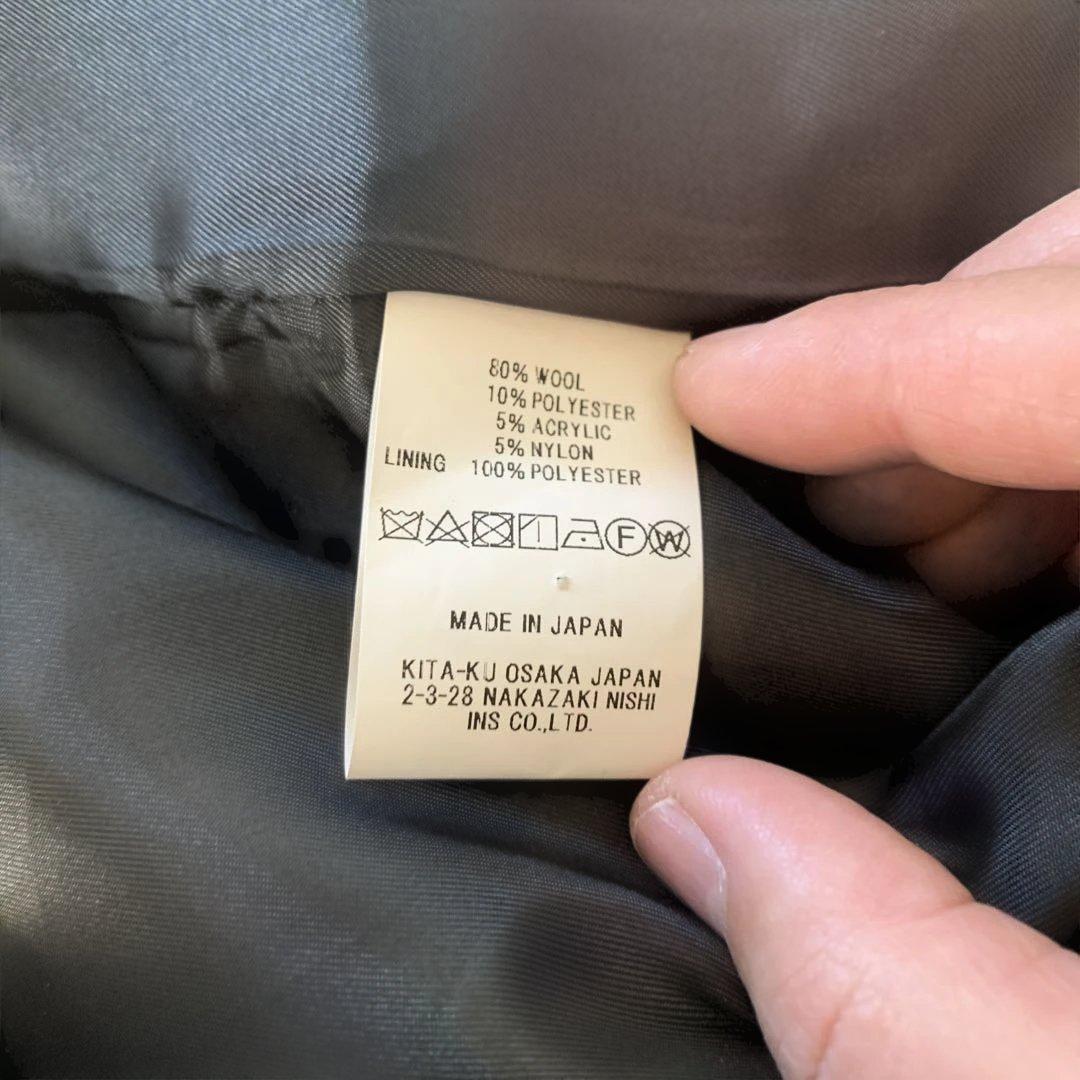 80% WOOL
10% POLYESTER
5% ACRYLIC
5% NYLON
LINING 100% POLYESTER
F W
MADE IN JAPAN
KITA-KU OSAKA JAPAN
2-3-28 NAKAZAKI NISHI
INS CO.,LTD.